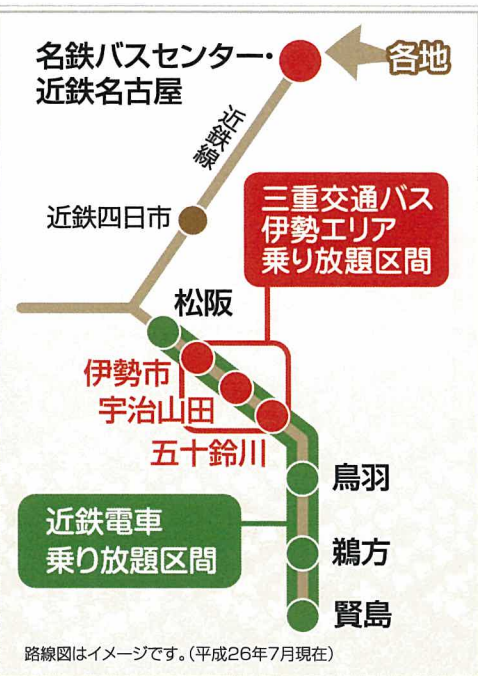 名鉄バスセンター・
近鉄名古屋
各地
近鉄線
近鉄四日市
三重交通バス
伊勢エリア
乗り放題区間
松阪
伊勢市
宇治山田
五十鈴川
鳥羽
近鉄電車
乗り放題区間
鵜方
賢島
路線図はイメージです。(平成26年7月現在)